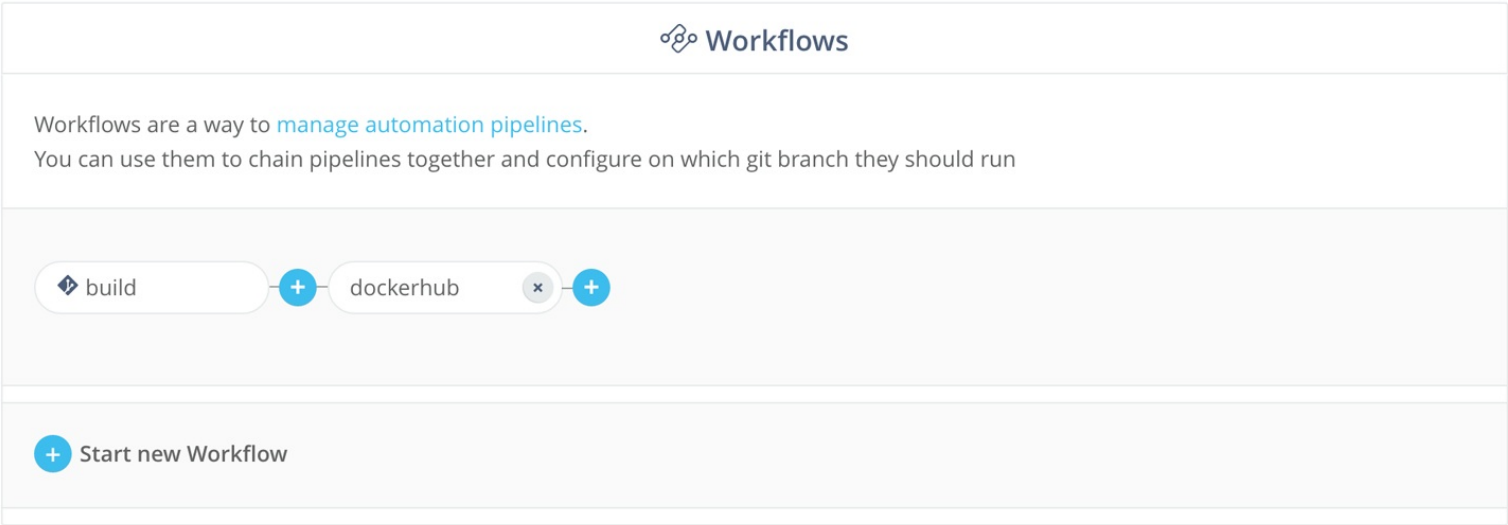 Workflows
Workflows are a way to manage automation pipelines.
You can use them to chain pipelines together and configure on which git branch they should run
build + dockerhub × +
+ Start new Workflow